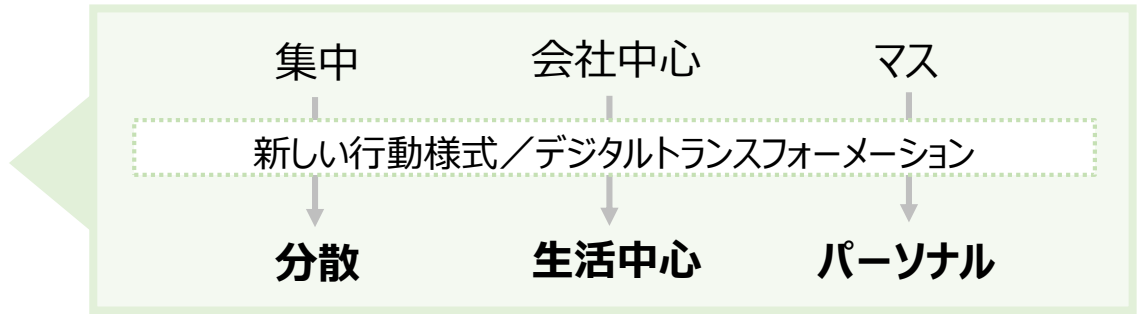 集中 会社中心 マス
新しい行動様式／デジタルトランスフォーメーション
分散 生活中心 パーソナル